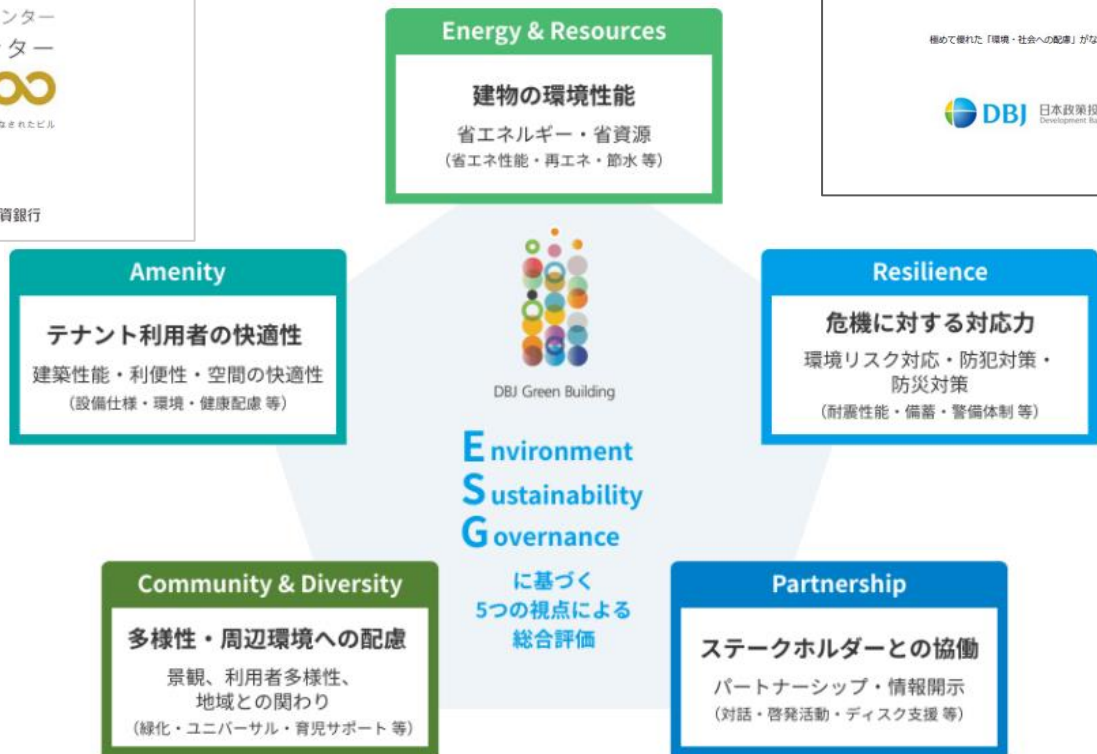 ンター
ター
なされたビル
資銀行
極めて優れた「環境・社会への配慮」がな
DBJ 日本政策投
Development Ba
Energy & Resources
建物の環境性能
省エネルギー・省資源
（省エネ性能・再エネ・節水 等）
Amenity
テナント利用者の快適性
建築性能・利便性・空間の快適性
（設備仕様・環境・健康配慮 等）
DBJ Green Building
Resilience
危機に対する対応力
環境リスク対応・防犯対策・
防災対策
（耐震性能・備蓄・警備体制 等）
Environment
Sustainability
Governance
に基づく
5つの視点による
総合評価
Community & Diversity
多様性・周辺環境への配慮
景観、利用者多様性、
地域との関わり
（緑化・ユニバーサル・育児サポート 等）
Partnership
ステークホルダーとの協働
パートナーシップ・情報開示
（対話・啓発活動・ディスク支援 等）